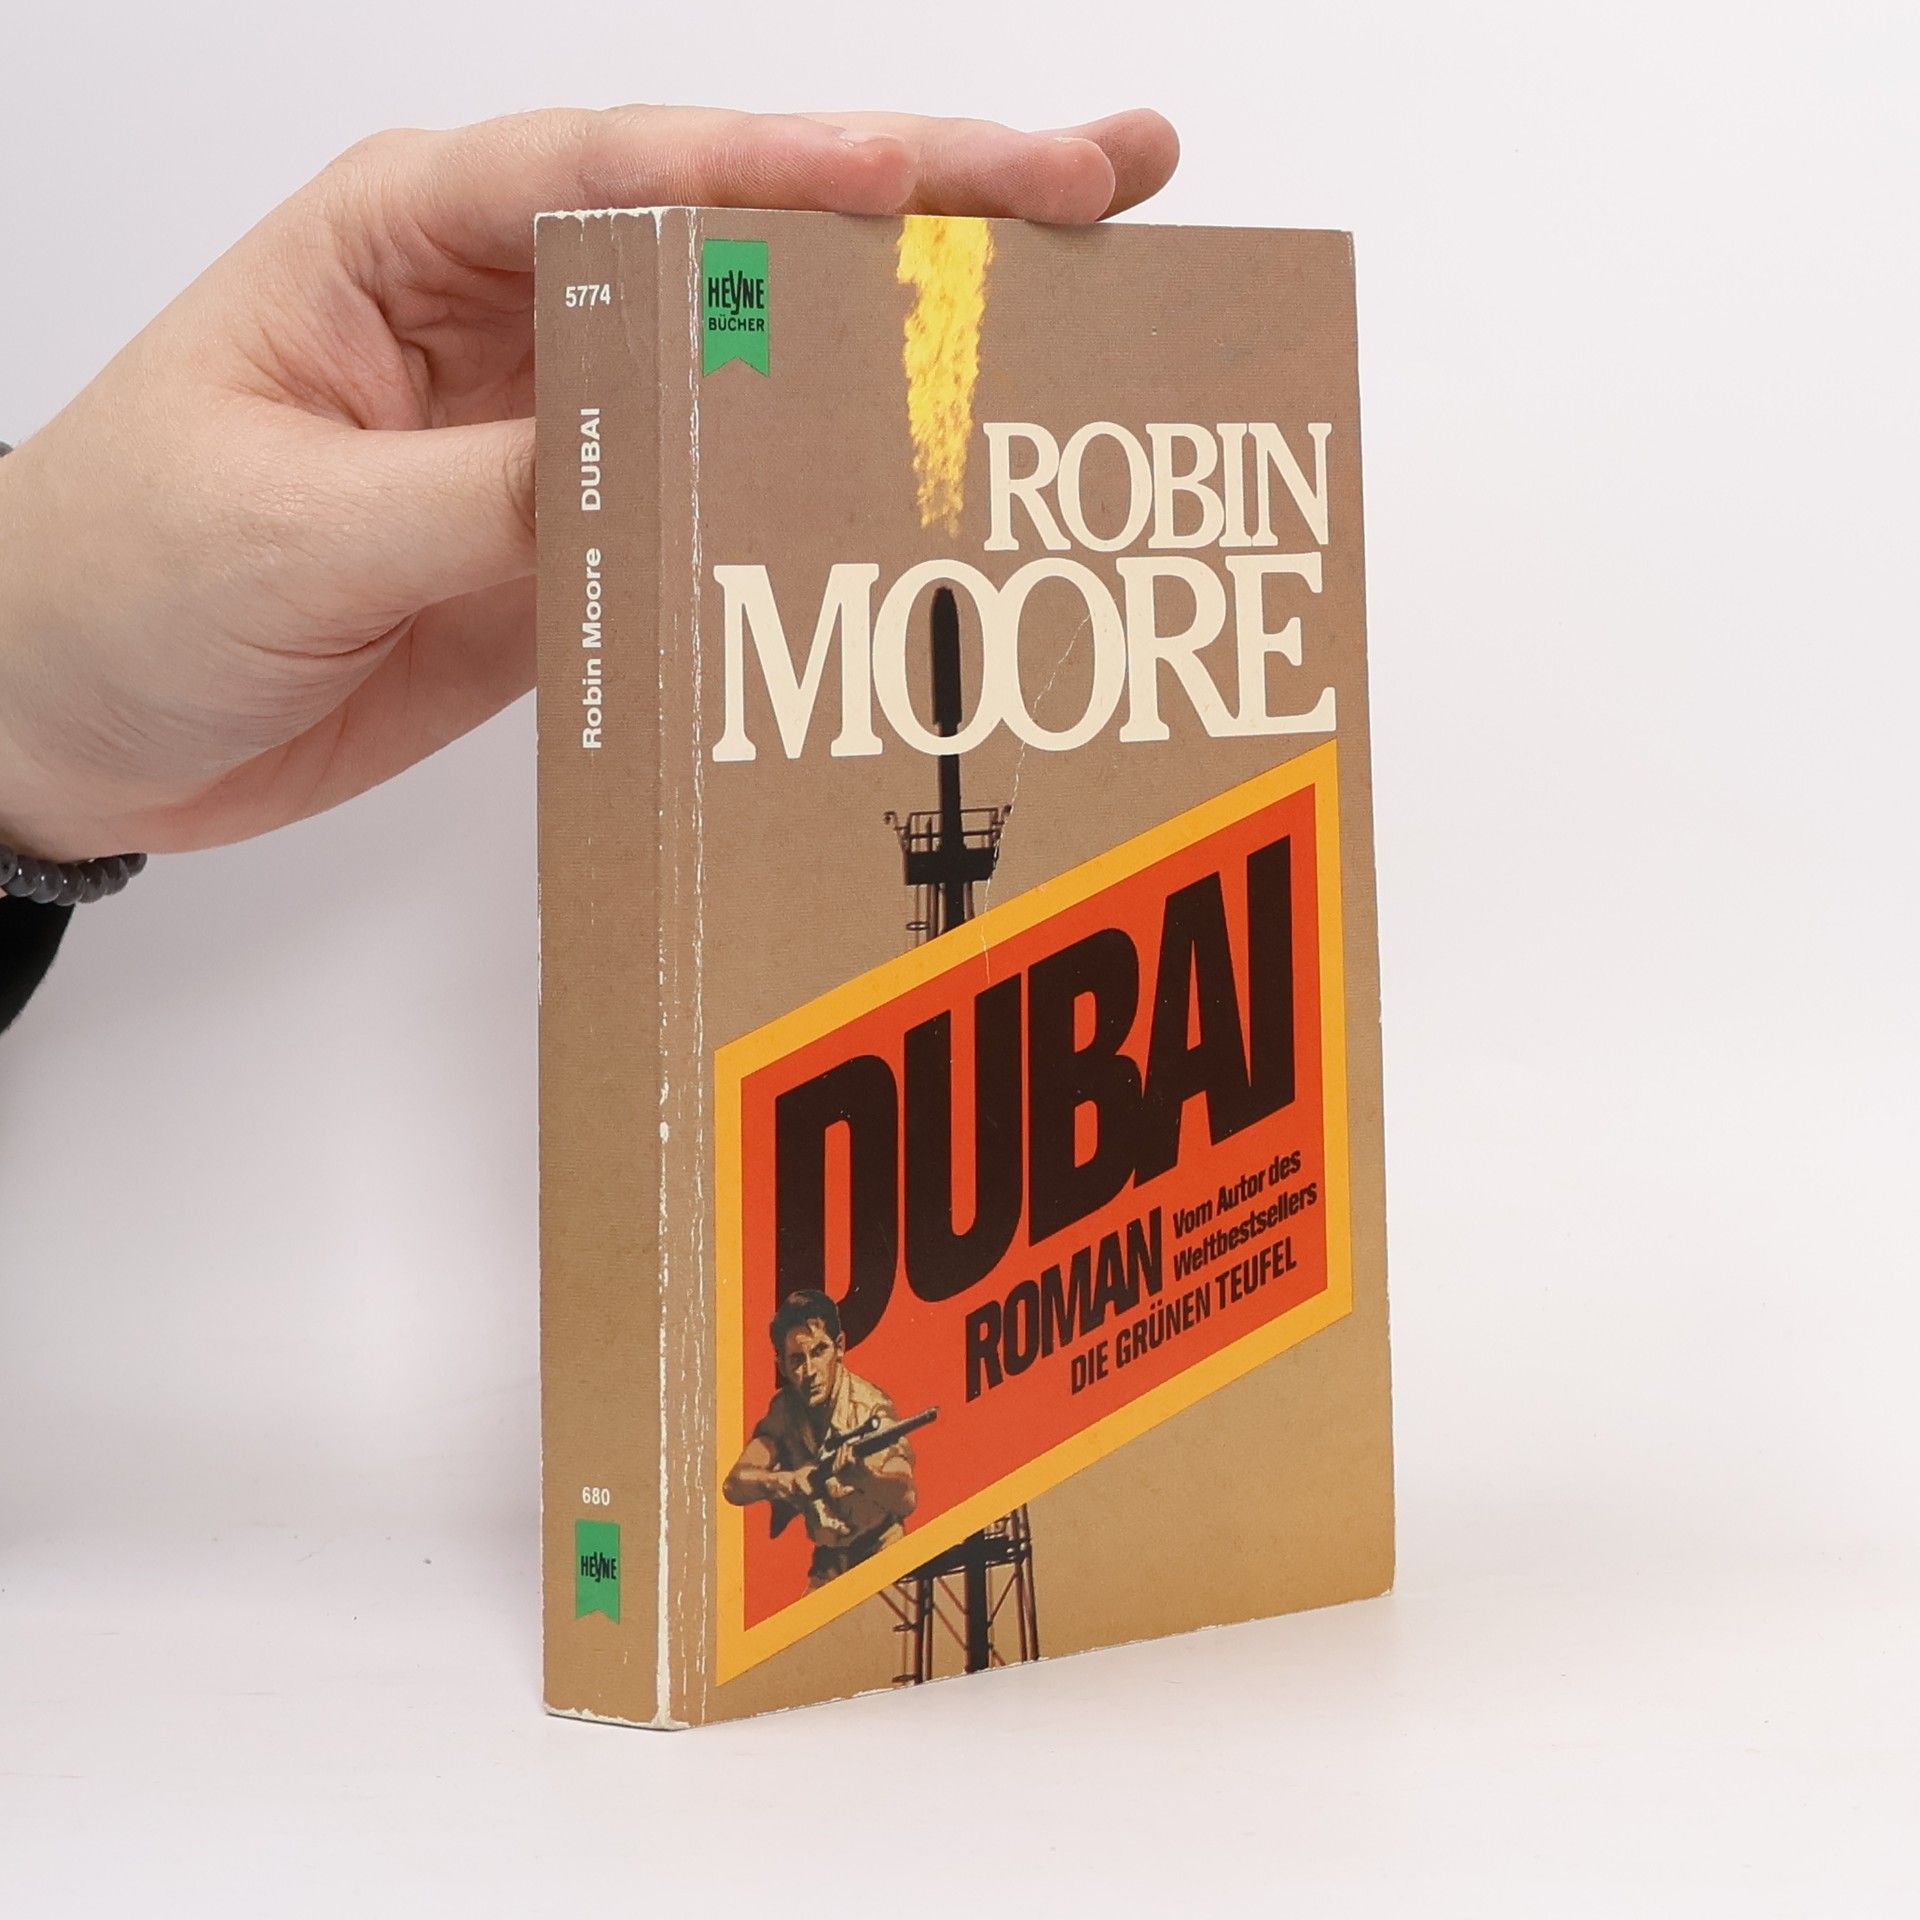 5774
Robin Moore DUBAI
680
HEYNE
HEYNE
BÜCHER
ROBIN
MOORE
DUBAI
ROMAN
Vom Autor des
Weltbestsellers
DIE GRÜNEN TEUFEL